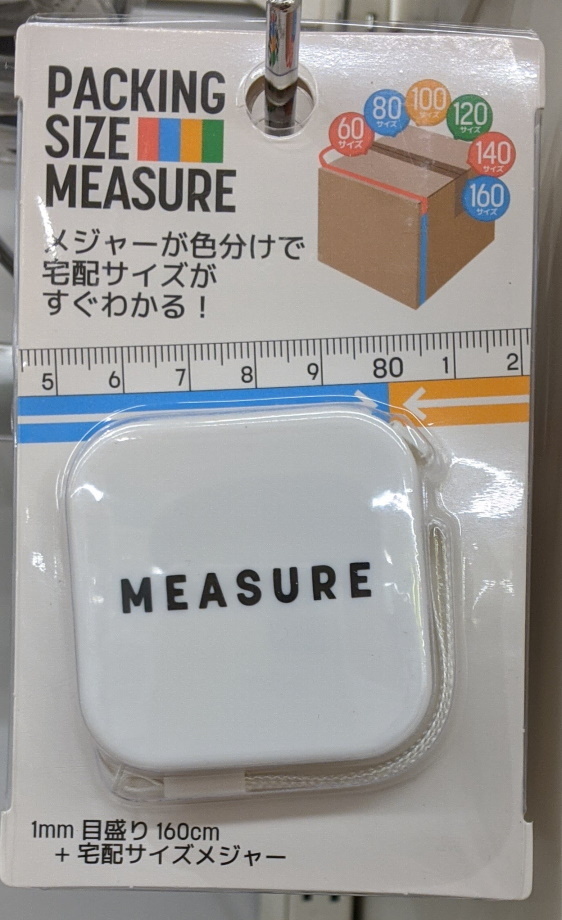 PACKING
SIZE
MEASURE
メジャーが色分けで
宅配サイズが
すぐわかる！
60
サイズ
80
サイズ
100
サイズ
120
サイズ
140
サイズ
160
サイズ
5 6 7 8 9 80 1 2
MEASURE
1mm 目盛り 160cm
+ 宅配サイズメジャー